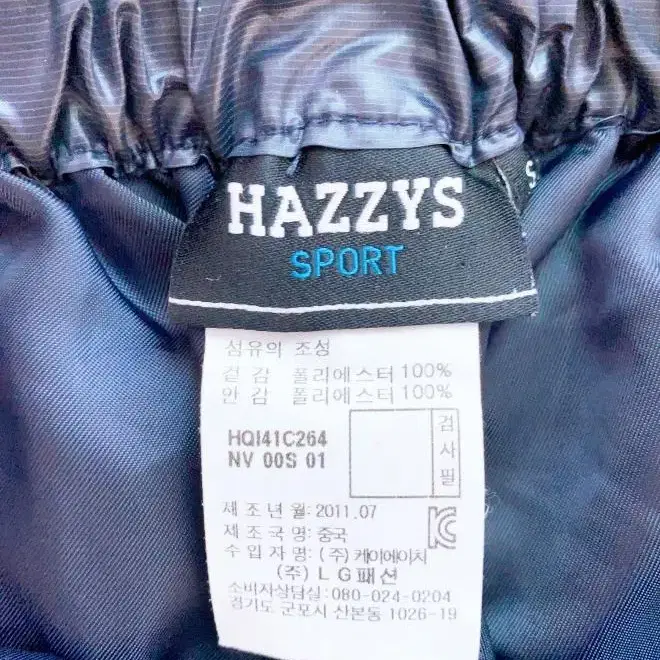 HAZZYS
SPORT
S
섬유의 조성
겉 감 폴리에스터 100%
안 감 폴리에스터 100%
HQI41C264
NV 00S 01
검사필
제 조 년 월: 2011.07
제 조 국 명: 중국
수 입 자 명: (주) 케이에이치
(주) L G 패션
소비자상담실: 080-024-0204
경기도 군포시 산본동 1026-19